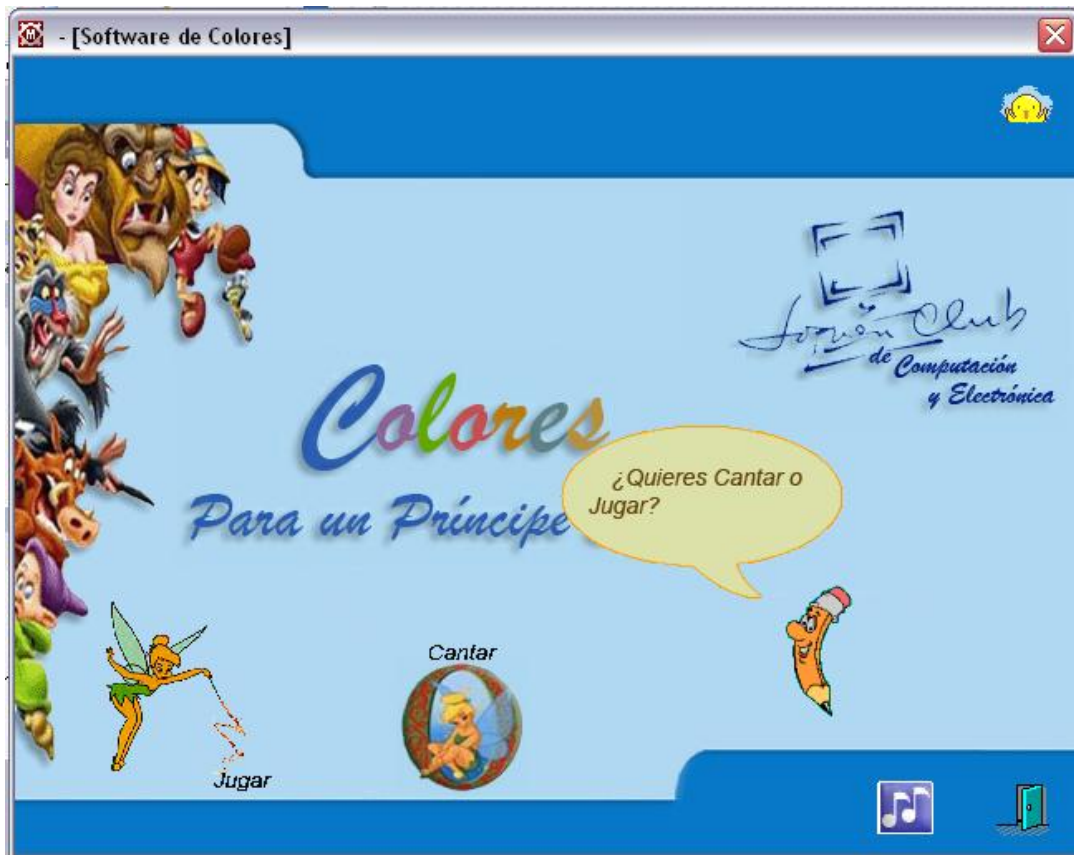 - [Software de Colores]
Joven Club
de Computación
y Electrónica
Colores
¿Quieres Cantar o
Jugar?
Para un Príncipe
Cantar
Jugar